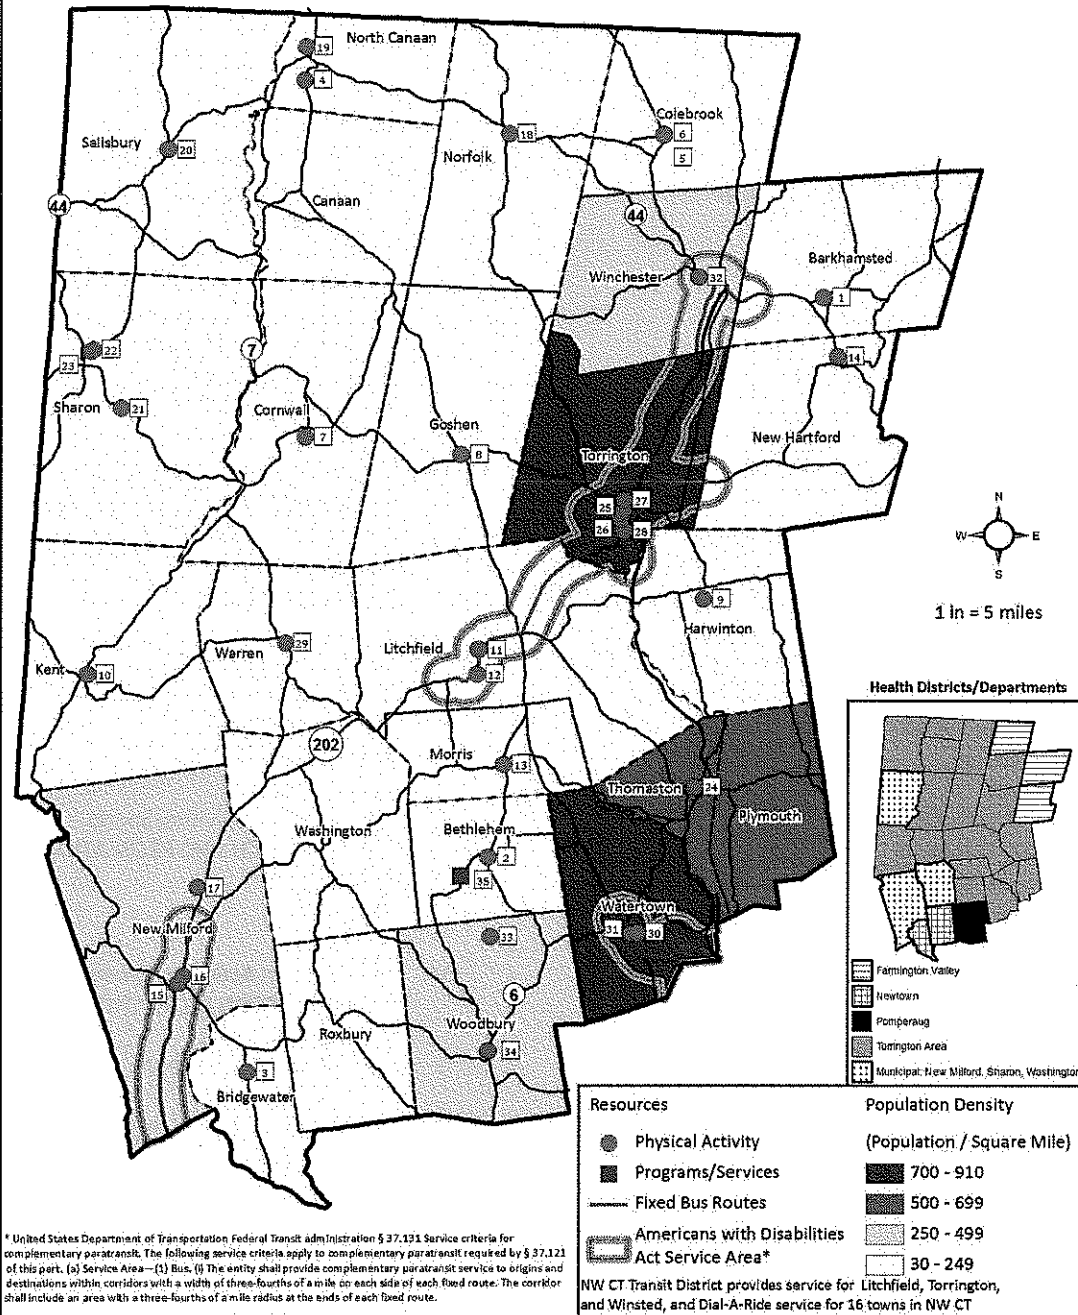 North Canaan
19
4
Colebrook
6
5
Salisbury
20
18
Norfolk
44
Canaan
44
Barkhamsted
Winchester
32
1
22
23
7
14
Sharon
21
Cornwall
7
Goshen
8
New Hartford
Torrington
25
27
26
28
N
W
E
S
1 in = 5 miles
9
Harwinton
Litchfield
11
12
Warren
29
Kent
10
Health Districts/Departments
202
Morris
13
Thomaston
24
Plymouth
Washington
Bethlehem
2
35
17
Watertown
31
30
New Milford
33
16
15
6
Woodbury
34
Roxbury
3
Bridgewater
Farmington Valley
Newtown
Pomperaug
Torrington Area
Municipal: New Milford, Sharon, Washington
Resources
Physical Activity
Programs/Services
Fixed Bus Routes
Americans with Disabilities
Act Service Area*
Population Density
(Population / Square Mile)
700 - 910
500 - 699
250 - 499
30 - 249
NW CT Transit District provides service for Litchfield, Torrington,
and Winsted, and Dial-A-Ride service for 16 towns in NW CT
* United States Department of Transportation Federal Transit administration § 37.131 Service criteria for
complementary paratransit. The following service criteria apply to complementary paratransit required by § 37.121
of this part. (a) Service Area—(1) Bus. (i) The entity shall provide complementary paratransit service to origins and
destinations within corridors with a width of three-fourths of a mile on each side of each fixed route. The corridor
shall include an area with a three-fourths of a mile radius at the ends of each fixed route.